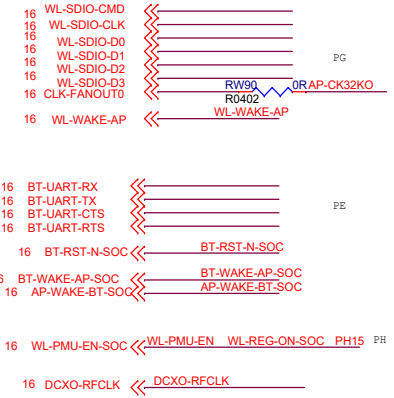 16 WL-SDIO-CMD
16 WL-SDIO-CLK
16 WL-SDIO-D0
16 WL-SDIO-D1
16 WL-SDIO-D2
16 WL-SDIO-D3
PG
16 CLK-FANOUT0 RW90 0R AP-CK32KO
R0402
16 WL-WAKE-AP WL-WAKE-AP
16 BT-UART-RX
16 BT-UART-TX
16 BT-UART-CTS
16 BT-UART-RTS
PE
16 BT-RST-N-SOC BT-RST-N-SOC
6 BT-WAKE-AP-SOC BT-WAKE-AP-SOC
16 AP-WAKE-BT-SOC AP-WAKE-BT-SOC
16 WL-PMU-EN-SOC WL-PMU-EN WL-REG-ON-SOC PH15 PH
16 DCXO-RFCLK DCXO-RFCLK